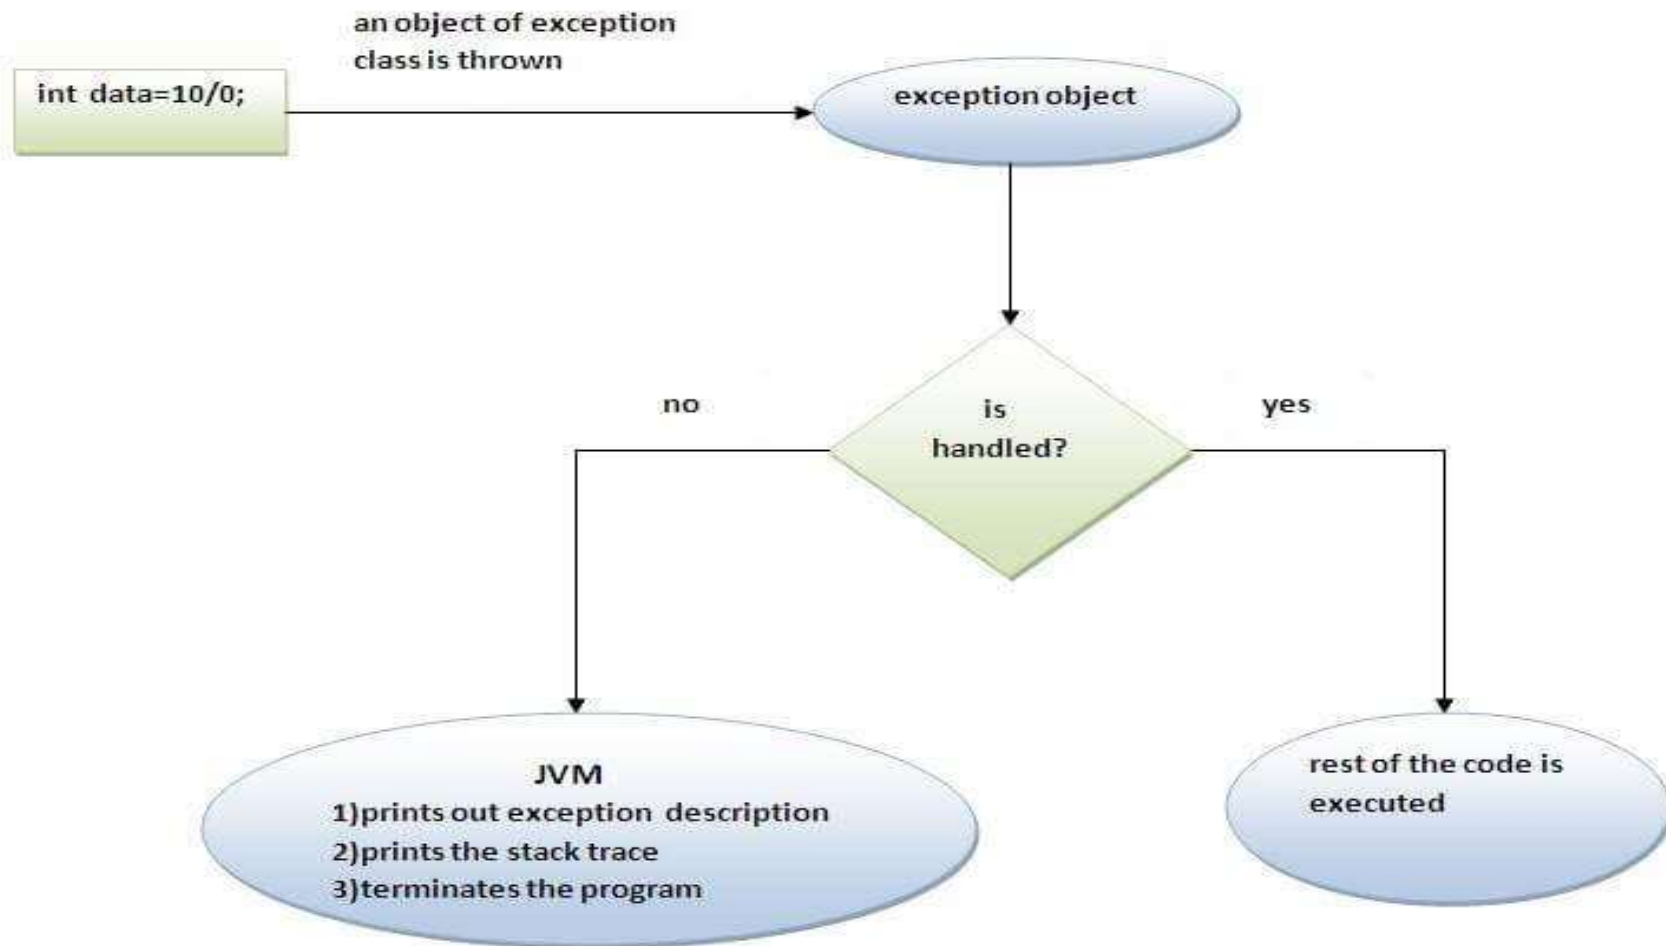 an object of exception
class is thrown
int data=10/0;
exception object
no
is
handled?
yes
JVM
1)prints out exception description
2)prints the stack trace
3)terminates the program
rest of the code is
executed